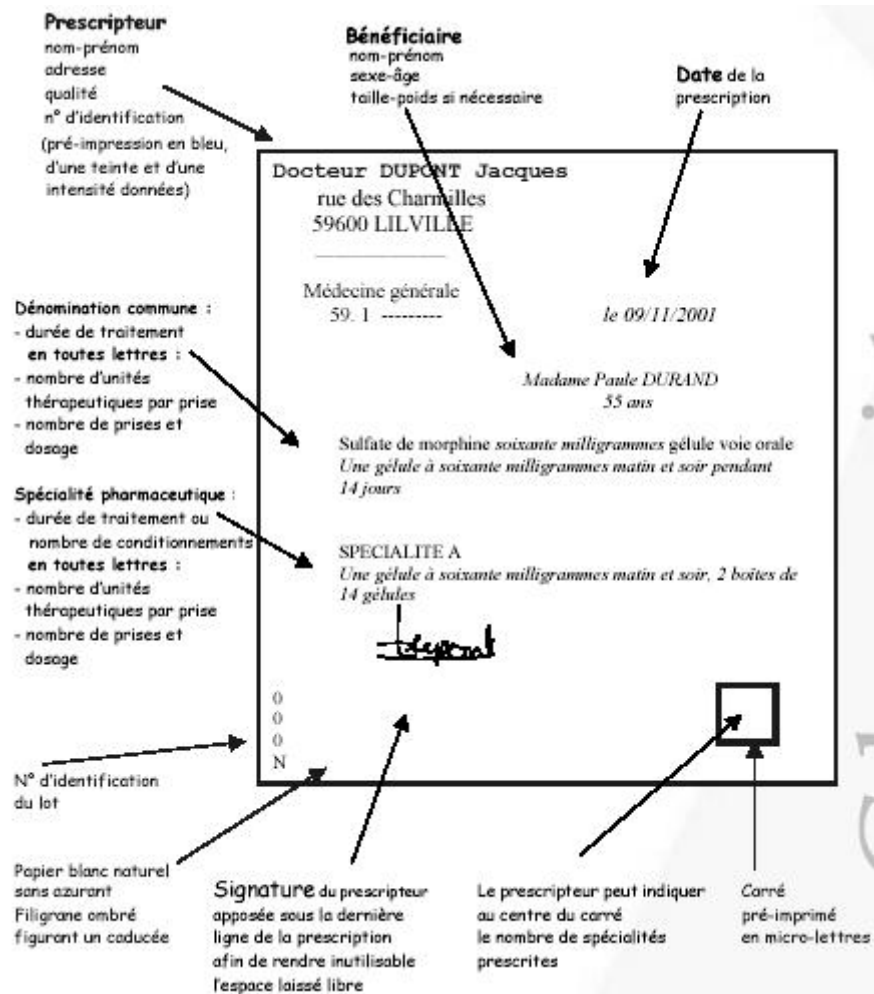 Prescripteur
nom-prénom
adresse
qualité
n° d'identification
(pré-impression en bleu,
d'une teinte et d'une
intensité données)
Bénéficiaire
nom-prénom
sexe-âge
taille-poids si nécessaire
Date de la
prescription
Docteur DUPONT Jacques
rue des Charmilles
59600 LILVILLE
Médecine générale
59. 1 ---------
le 09/11/2001
Madame Paule DURAND
55 ans
Dénomination commune :
- durée de traitement
en toutes lettres :
- nombre d'unités
thérapeutiques par prise
- nombre de prises et
dosage
Sulfate de morphine soixante milligrammes gélule voie orale
Une gélule à soixante milligrammes matin et soir pendant
14 jours
Spécialité pharmaceutique :
- durée de traitement ou
nombre de conditionnements
en toutes lettres :
- nombre d'unités
thérapeutiques par prise
- nombre de prises et
dosage
SPECIALITE A
Une gélule à soixante milligrammes matin et soir, 2 boîtes de
14 gélules
0
0
0
N
N° d'identification
du lot
Papier blanc naturel
sans azurant
Filigrane ombré
figurant un caducée
Signature du prescripteur
apposée sous la dernière
ligne de la prescription
afin de rendre inutilisable
l'espace laissé libre
Le prescripteur peut indiquer
au centre du carré
le nombre de spécialités
prescrites
Carré
pré-imprimé
en micro-lettres